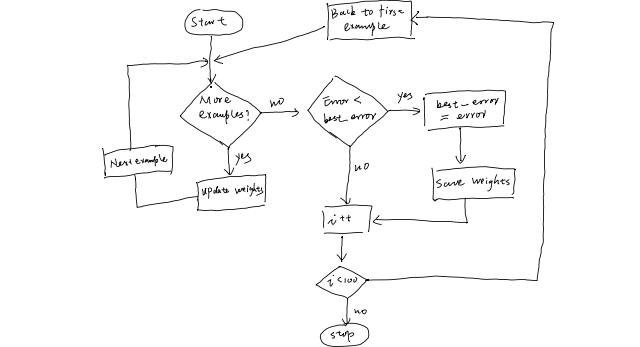 Start
Back to first
example
More
examples?
no
yes
Next example
Update weights
Error <
best_error
yes
no
best_error
= error
Save weights
i++
i<100
no
stop